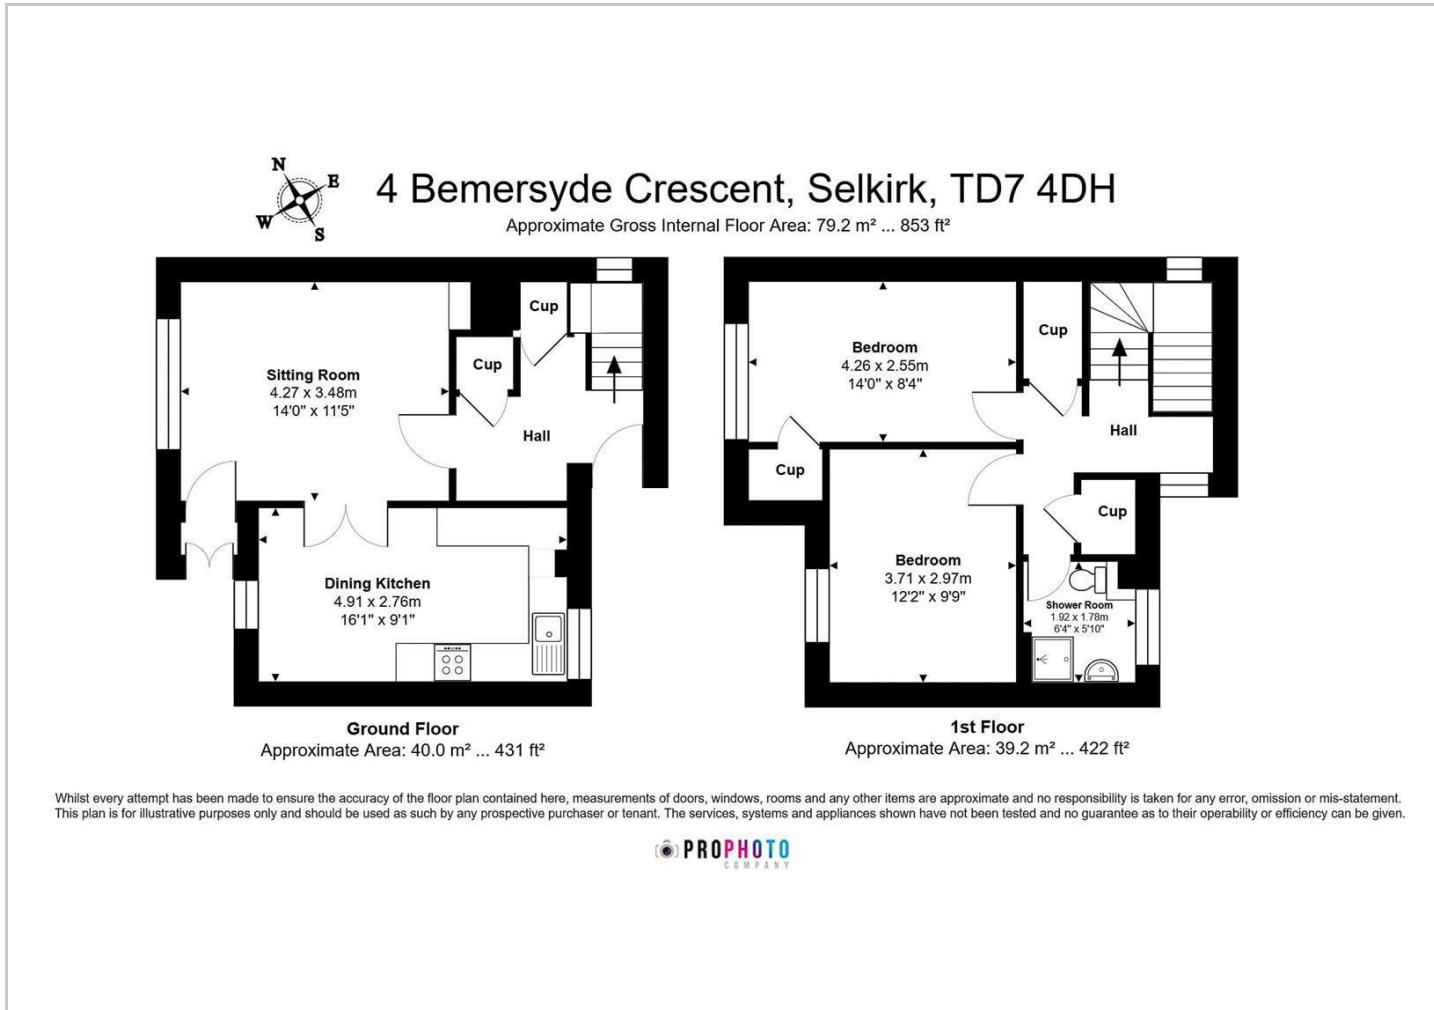 N
E
W
S
4 Bemersyde Crescent, Selkirk, TD7 4DH
Approximate Gross Internal Floor Area: 79.2 m² ... 853 ft²
Cup
Cup
Sitting Room
4.27 x 3.48m
14'0" x 11'5"
Hall
Dining Kitchen
4.91 x 2.76m
16'1" x 9'1"
Ground Floor
Approximate Area: 40.0 m² ... 431 ft²
Bedroom
4.26 x 2.55m
14'0" x 8'4"
Cup
Hall
Cup
Cup
Bedroom
3.71 x 2.97m
12'2" x 9'9"
Shower Room
1.92 x 1.78m
6'4" x 5'10"
1st Floor
Approximate Area: 39.2 m² ... 422 ft²
Whilst every attempt has been made to ensure the accuracy of the floor plan contained here, measurements of doors, windows, rooms and any other items are approximate and no responsibility is taken for any error, omission or mis-statement.
This plan is for illustrative purposes only and should be used as such by any prospective purchaser or tenant. The services, systems and appliances shown have not been tested and no guarantee as to their operability or efficiency can be given.
PROPHOTO
COMPANY